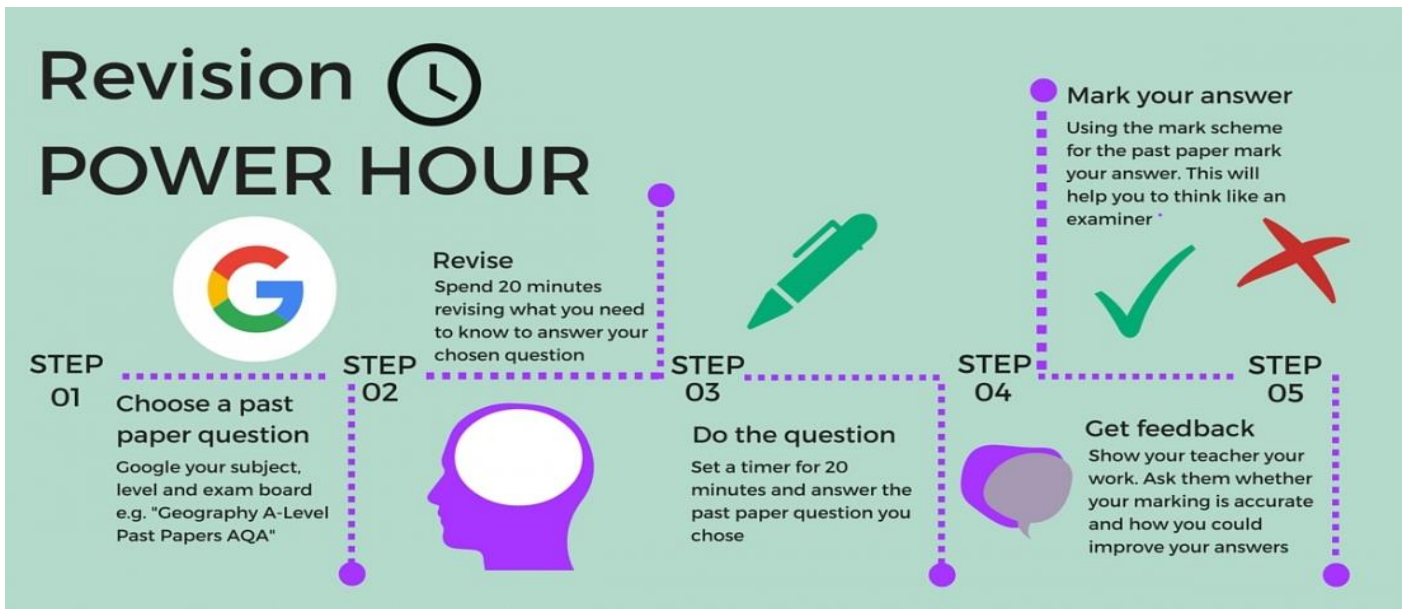 Revision
POWER HOUR
STEP
01
Choose a past
paper question
Google your subject,
level and exam board
e.g. "Geography A-Level
Past Papers AQA"
STEP
02
Revise
Spend 20 minutes
revising what you need
to know to answer your
chosen question
STEP
03
Do the question
Set a timer for 20
minutes and answer the
past paper question you
chose
STEP
04
Mark your answer
Using the mark scheme
for the past paper mark
your answer. This will
help you to think like an
examiner
STEP
05
Get feedback
Show your teacher your
work. Ask them whether
your marking is accurate
and how you could
improve your answers